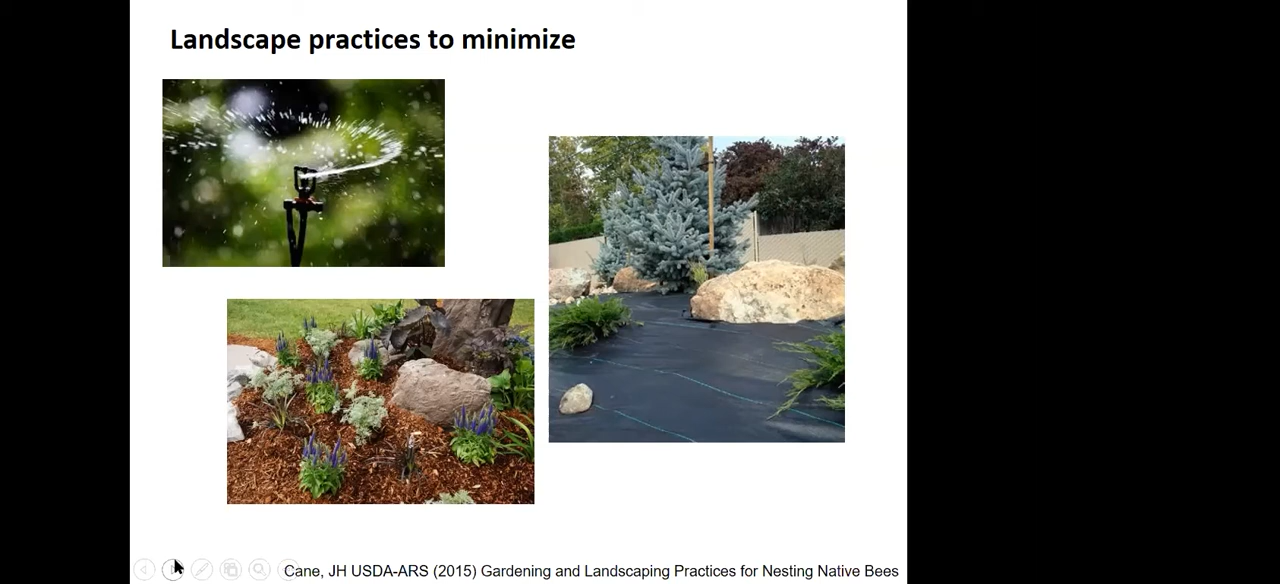 Landscape practices to minimize
Cane, JH USDA-ARS (2015) Gardening and Landscaping Practices for Nesting Native Bees